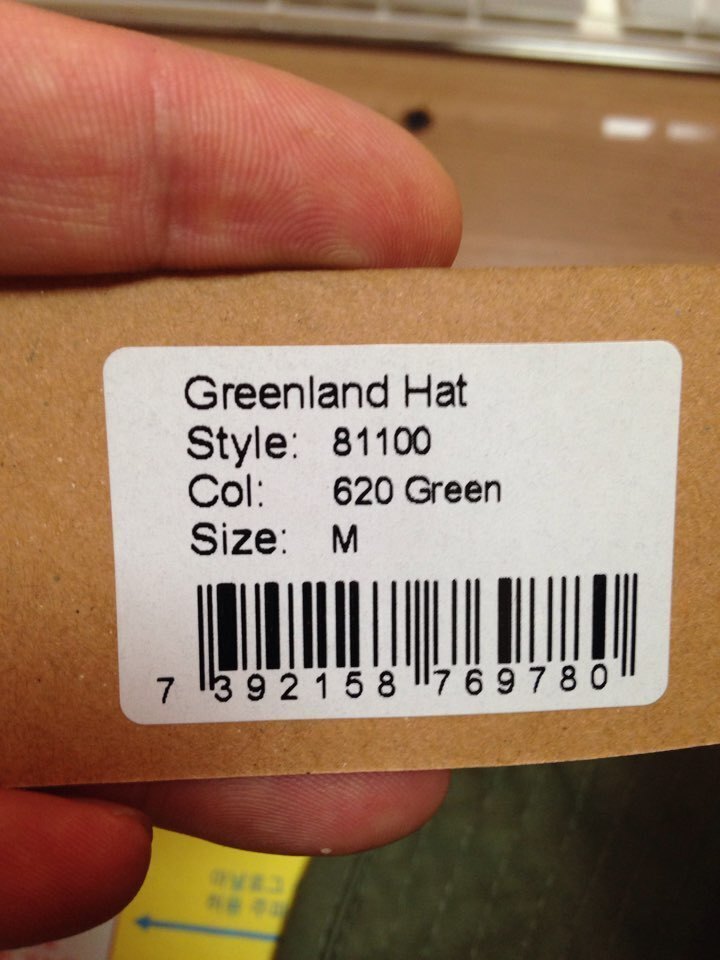 Greenland Hat
Style: 81100
Col: 620 Green
Size: M
7 392158 769780